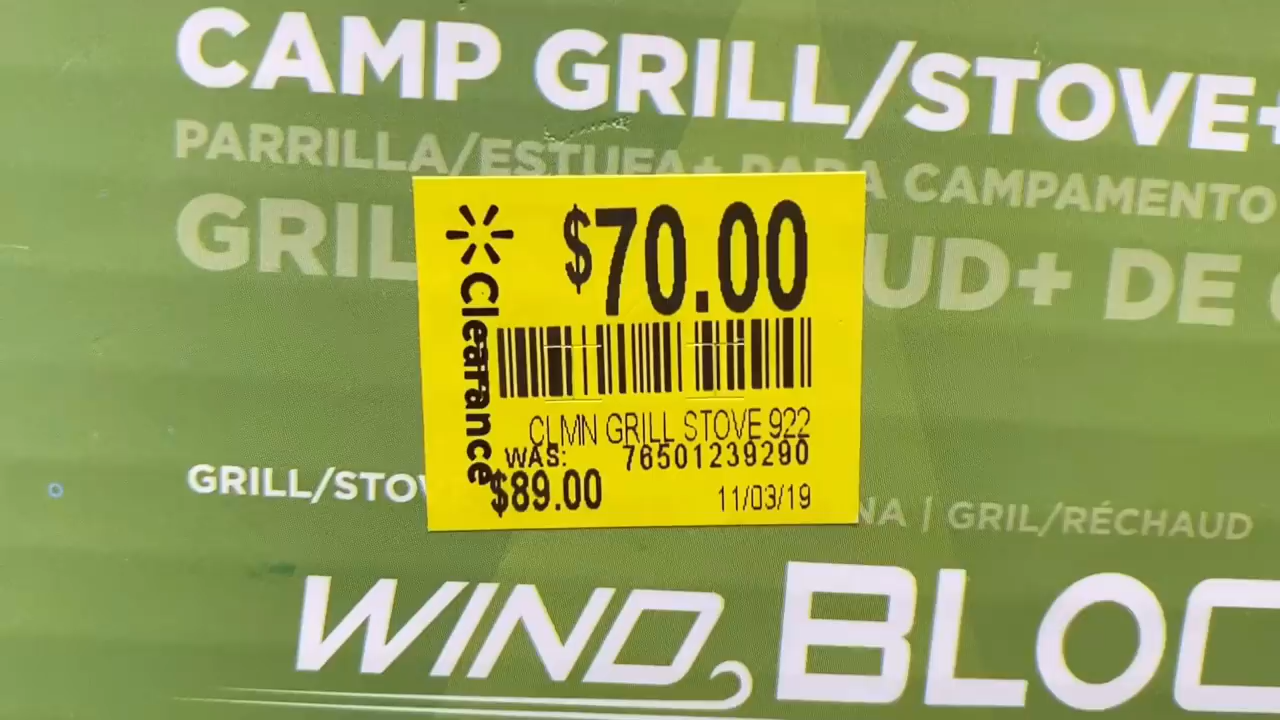 CAMP GRILL/STOVE+
PARRILLA/ESTUFA+ PARA CAMPAMENTO
GRIL
UD+ DE
$70.00
Clearance
CLMN GRILL STOVE 922
WAS: 76501239290
$89.00 11/03/19
GRILL/STOV
NA | GRIL/RÉCHAUD
WIND BLOC